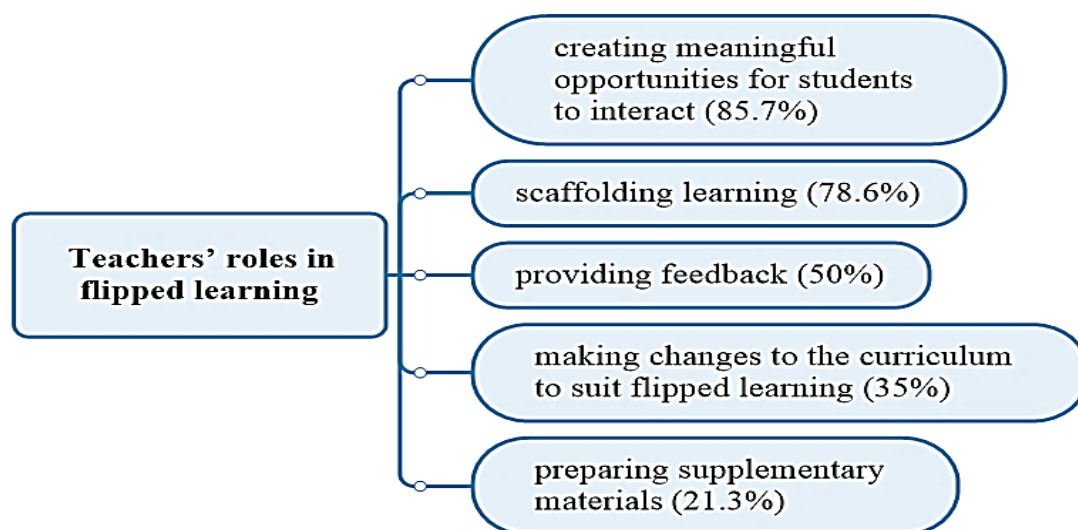 Teachers’ roles in
flipped learning
creating meaningful
opportunities for students
to interact (85.7%)
scaffolding learning (78.6%)
providing feedback (50%)
making changes to the curriculum
to suit flipped learning (35%)
preparing supplementary
materials (21.3%)